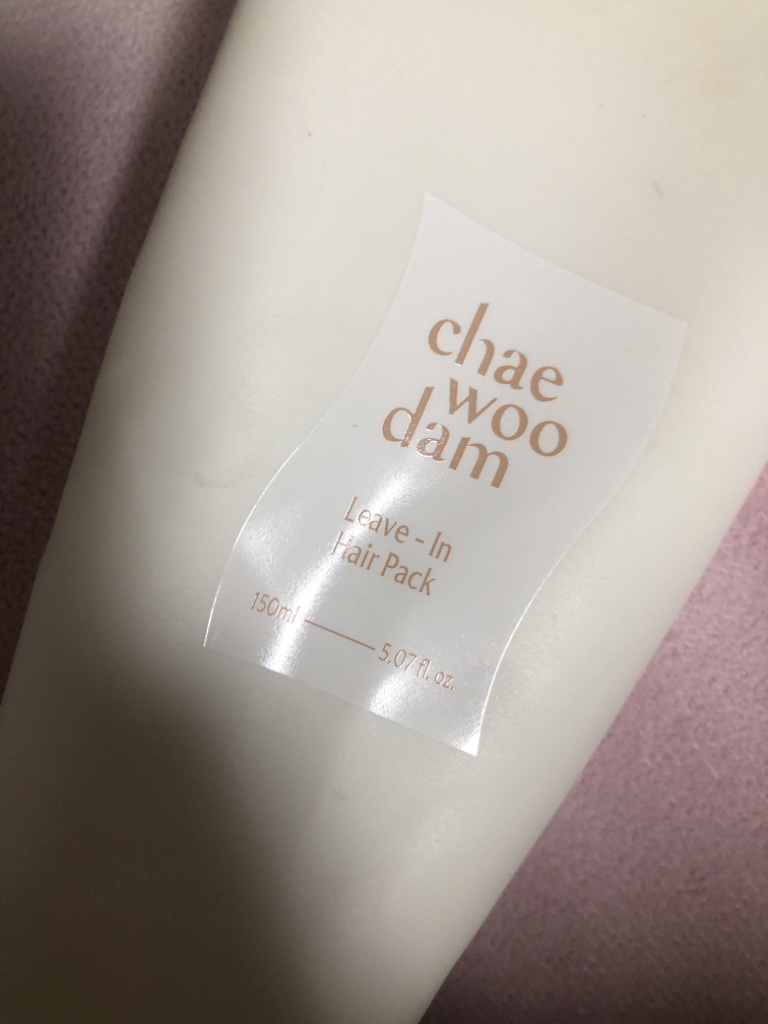 chae
woo
dam
Leave - In
Hair Pack
150ml 5.07 fl. oz.